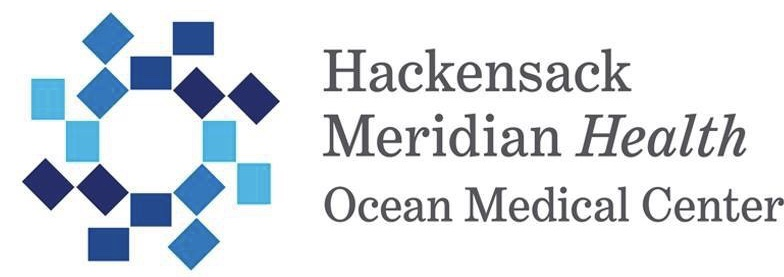 Hackensack
Meridian Health
Ocean Medical Center